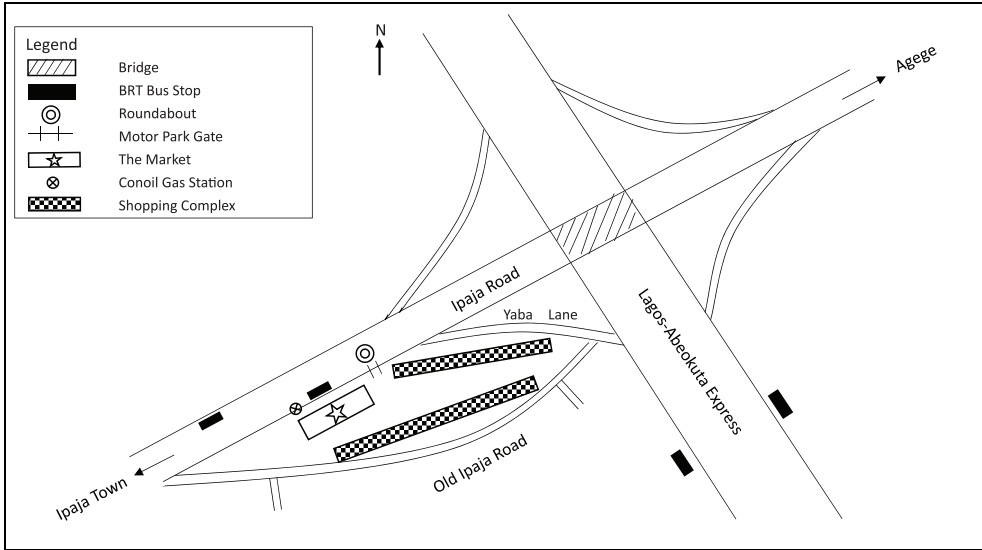 Legend
Bridge
BRT Bus Stop
Roundabout
Motor Park Gate
The Market
Conoil Gas Station
Shopping Complex
N
Agege
Ipaja Road
Yaba Lane
Lagos-Abeokuta Express
Old Ipaja Road
Ipaja Town